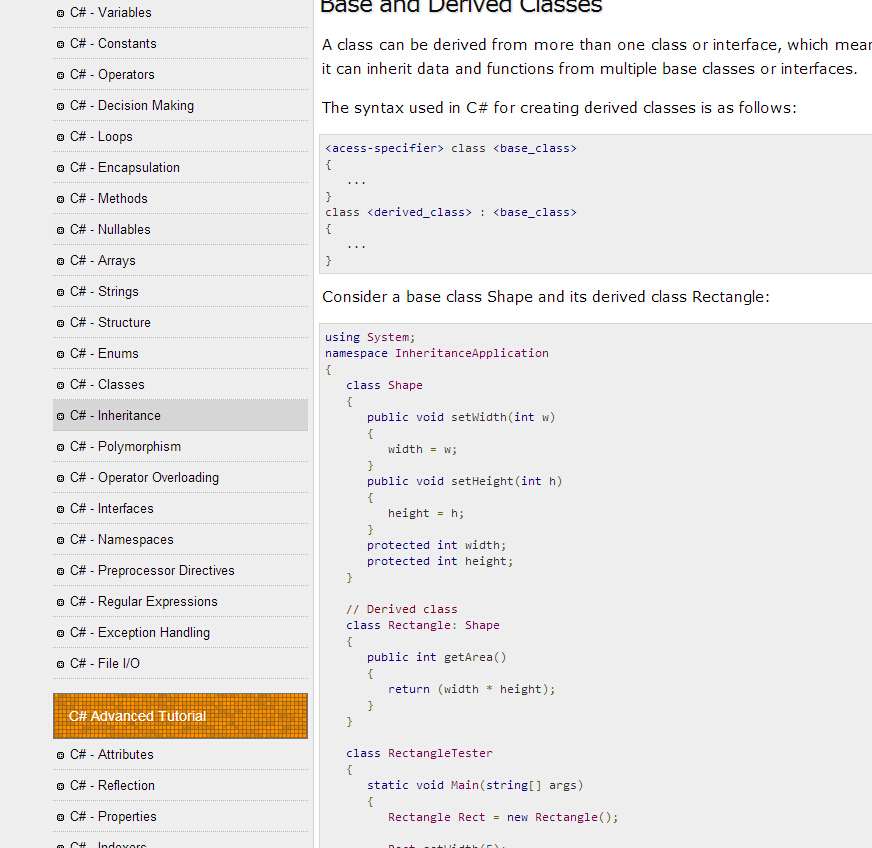 C# - Variables
C# - Constants
C# - Operators
C# - Decision Making
C# - Loops
C# - Encapsulation
C# - Methods
C# - Nullables
C# - Arrays
C# - Strings
C# - Structure
C# - Enums
C# - Classes
C# - Inheritance
C# - Polymorphism
C# - Operator Overloading
C# - Interfaces
C# - Namespaces
C# - Preprocessor Directives
C# - Regular Expressions
C# - Exception Handling
C# - File I/O
C# Advanced Tutorial
C# - Attributes
C# - Reflection
C# - Properties
C# - Indexers
Base and Derived Classes
A class can be derived from more than one class or interface, which mear
it can inherit data and functions from multiple base classes or interfaces.
The syntax used in C# for creating derived classes is as follows:
<acess-specifier> class <base_class>
{
...
}
class <derived_class> : <base_class>
{
...
}
Consider a base class Shape and its derived class Rectangle:
using System;
namespace InheritanceApplication
{
class Shape
{
public void setWidth(int w)
{
width = w;
}
public void setHeight(int h)
{
height = h;
}
protected int width;
protected int height;
}
// Derived class
class Rectangle: Shape
{
public int getArea()
{
return (width * height);
}
}
class RectangleTester
{
static void Main(string[] args)
{
Rectangle Rect = new Rectangle();
Rect.setWidth(5);